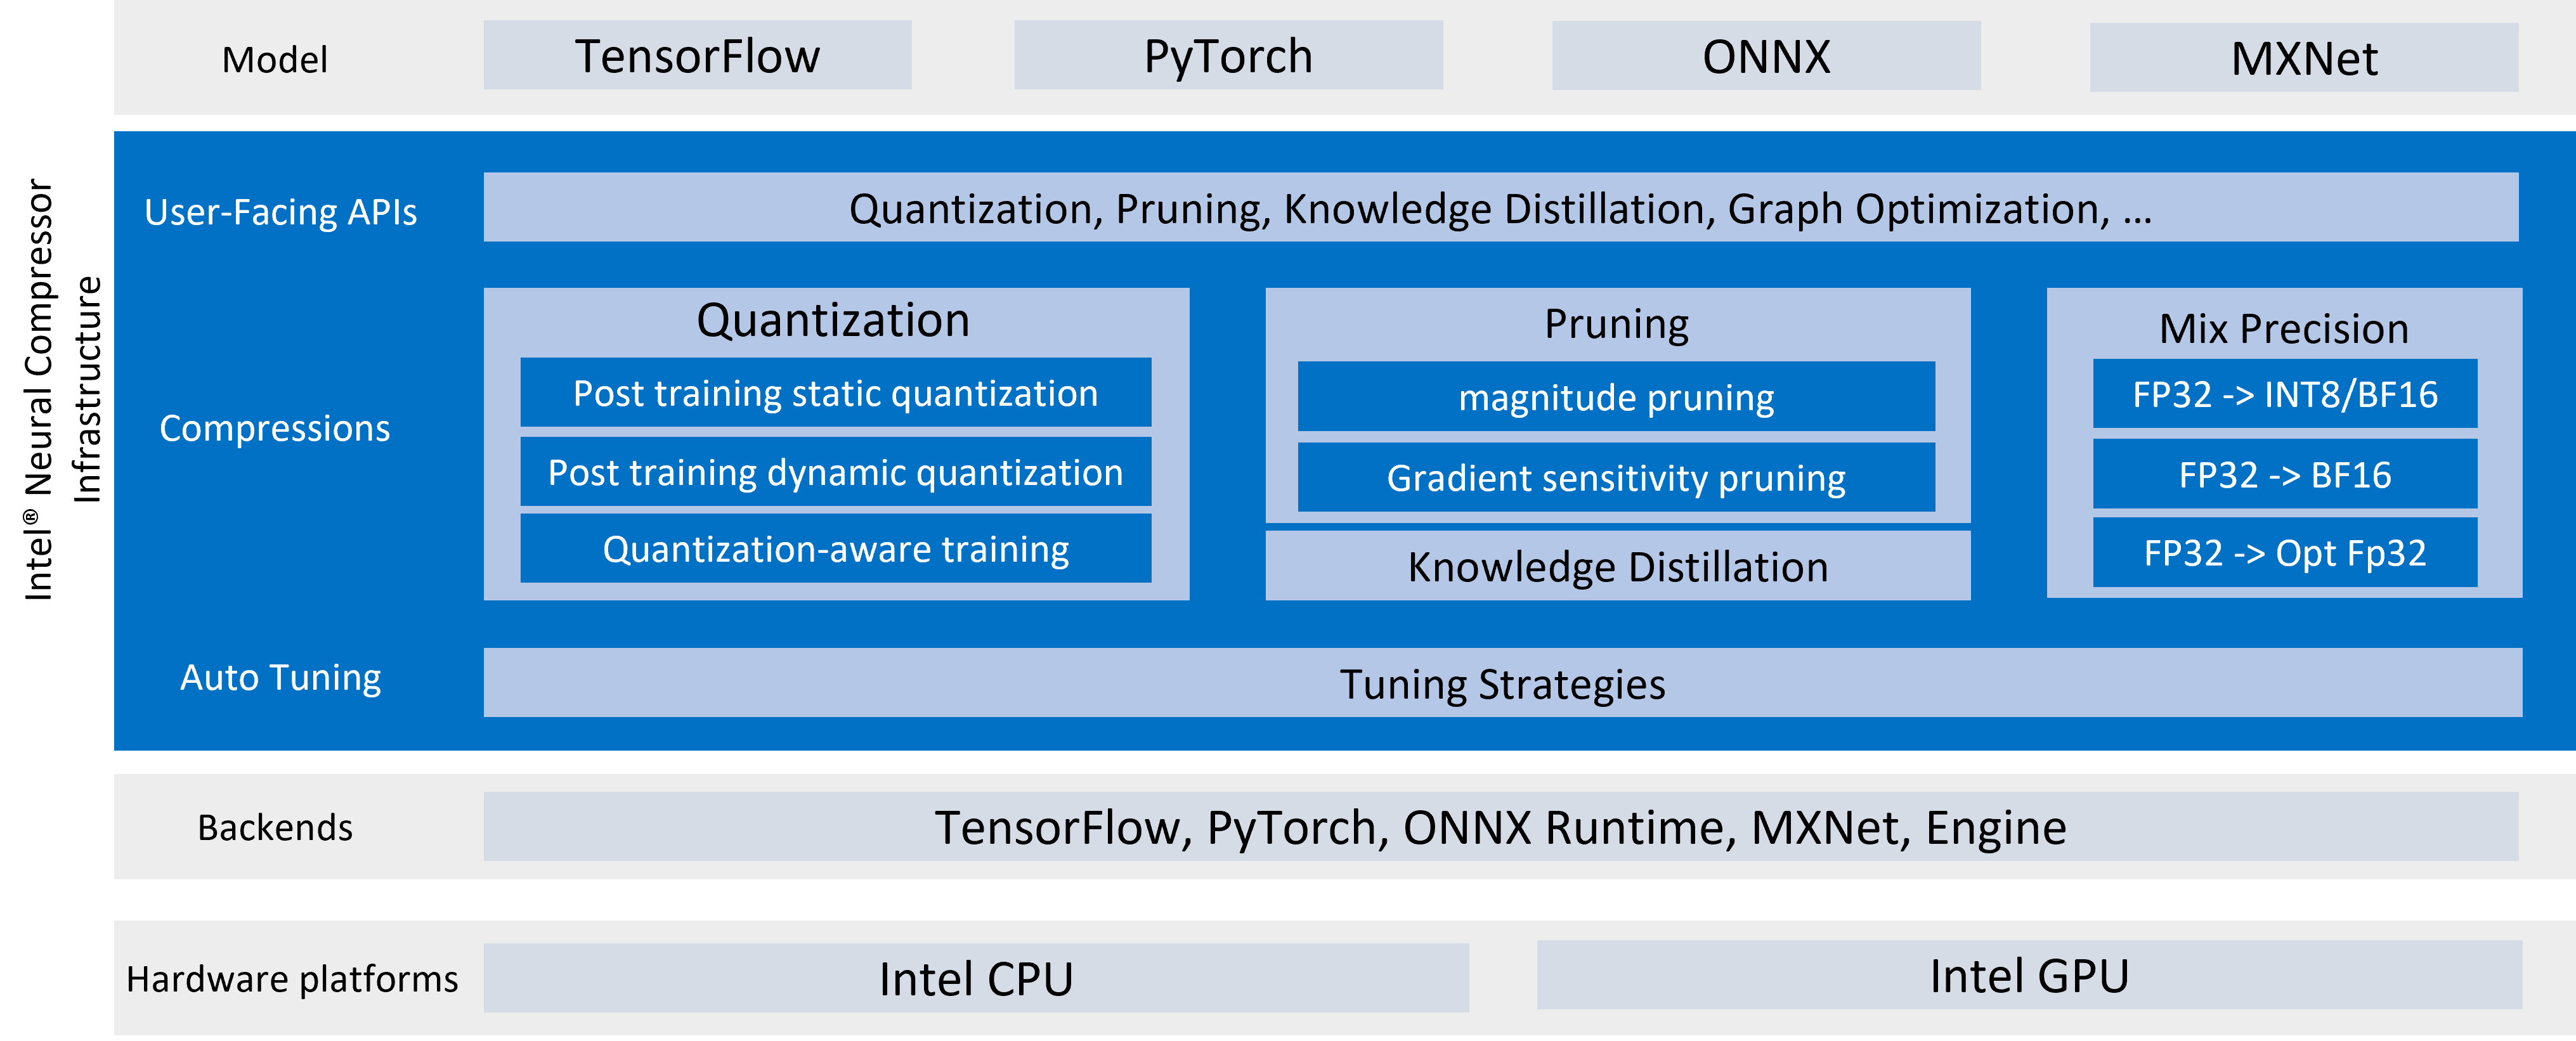 Intel® Neural Compressor
Infrastructure
Model
TensorFlow
PyTorch
ONNX
MXNet
User-Facing APIs
Quantization, Pruning, Knowledge Distillation, Graph Optimization, ...
Compressions
Quantization
Post training static quantization
Post training dynamic quantization
Quantization-aware training
Pruning
magnitude pruning
Gradient sensitivity pruning
Knowledge Distillation
Mix Precision
FP32 -> INT8/BF16
FP32 -> BF16
FP32 -> Opt Fp32
Auto Tuning
Tuning Strategies
Backends
TensorFlow, PyTorch, ONNX Runtime, MXNet, Engine
Hardware platforms
Intel CPU
Intel GPU